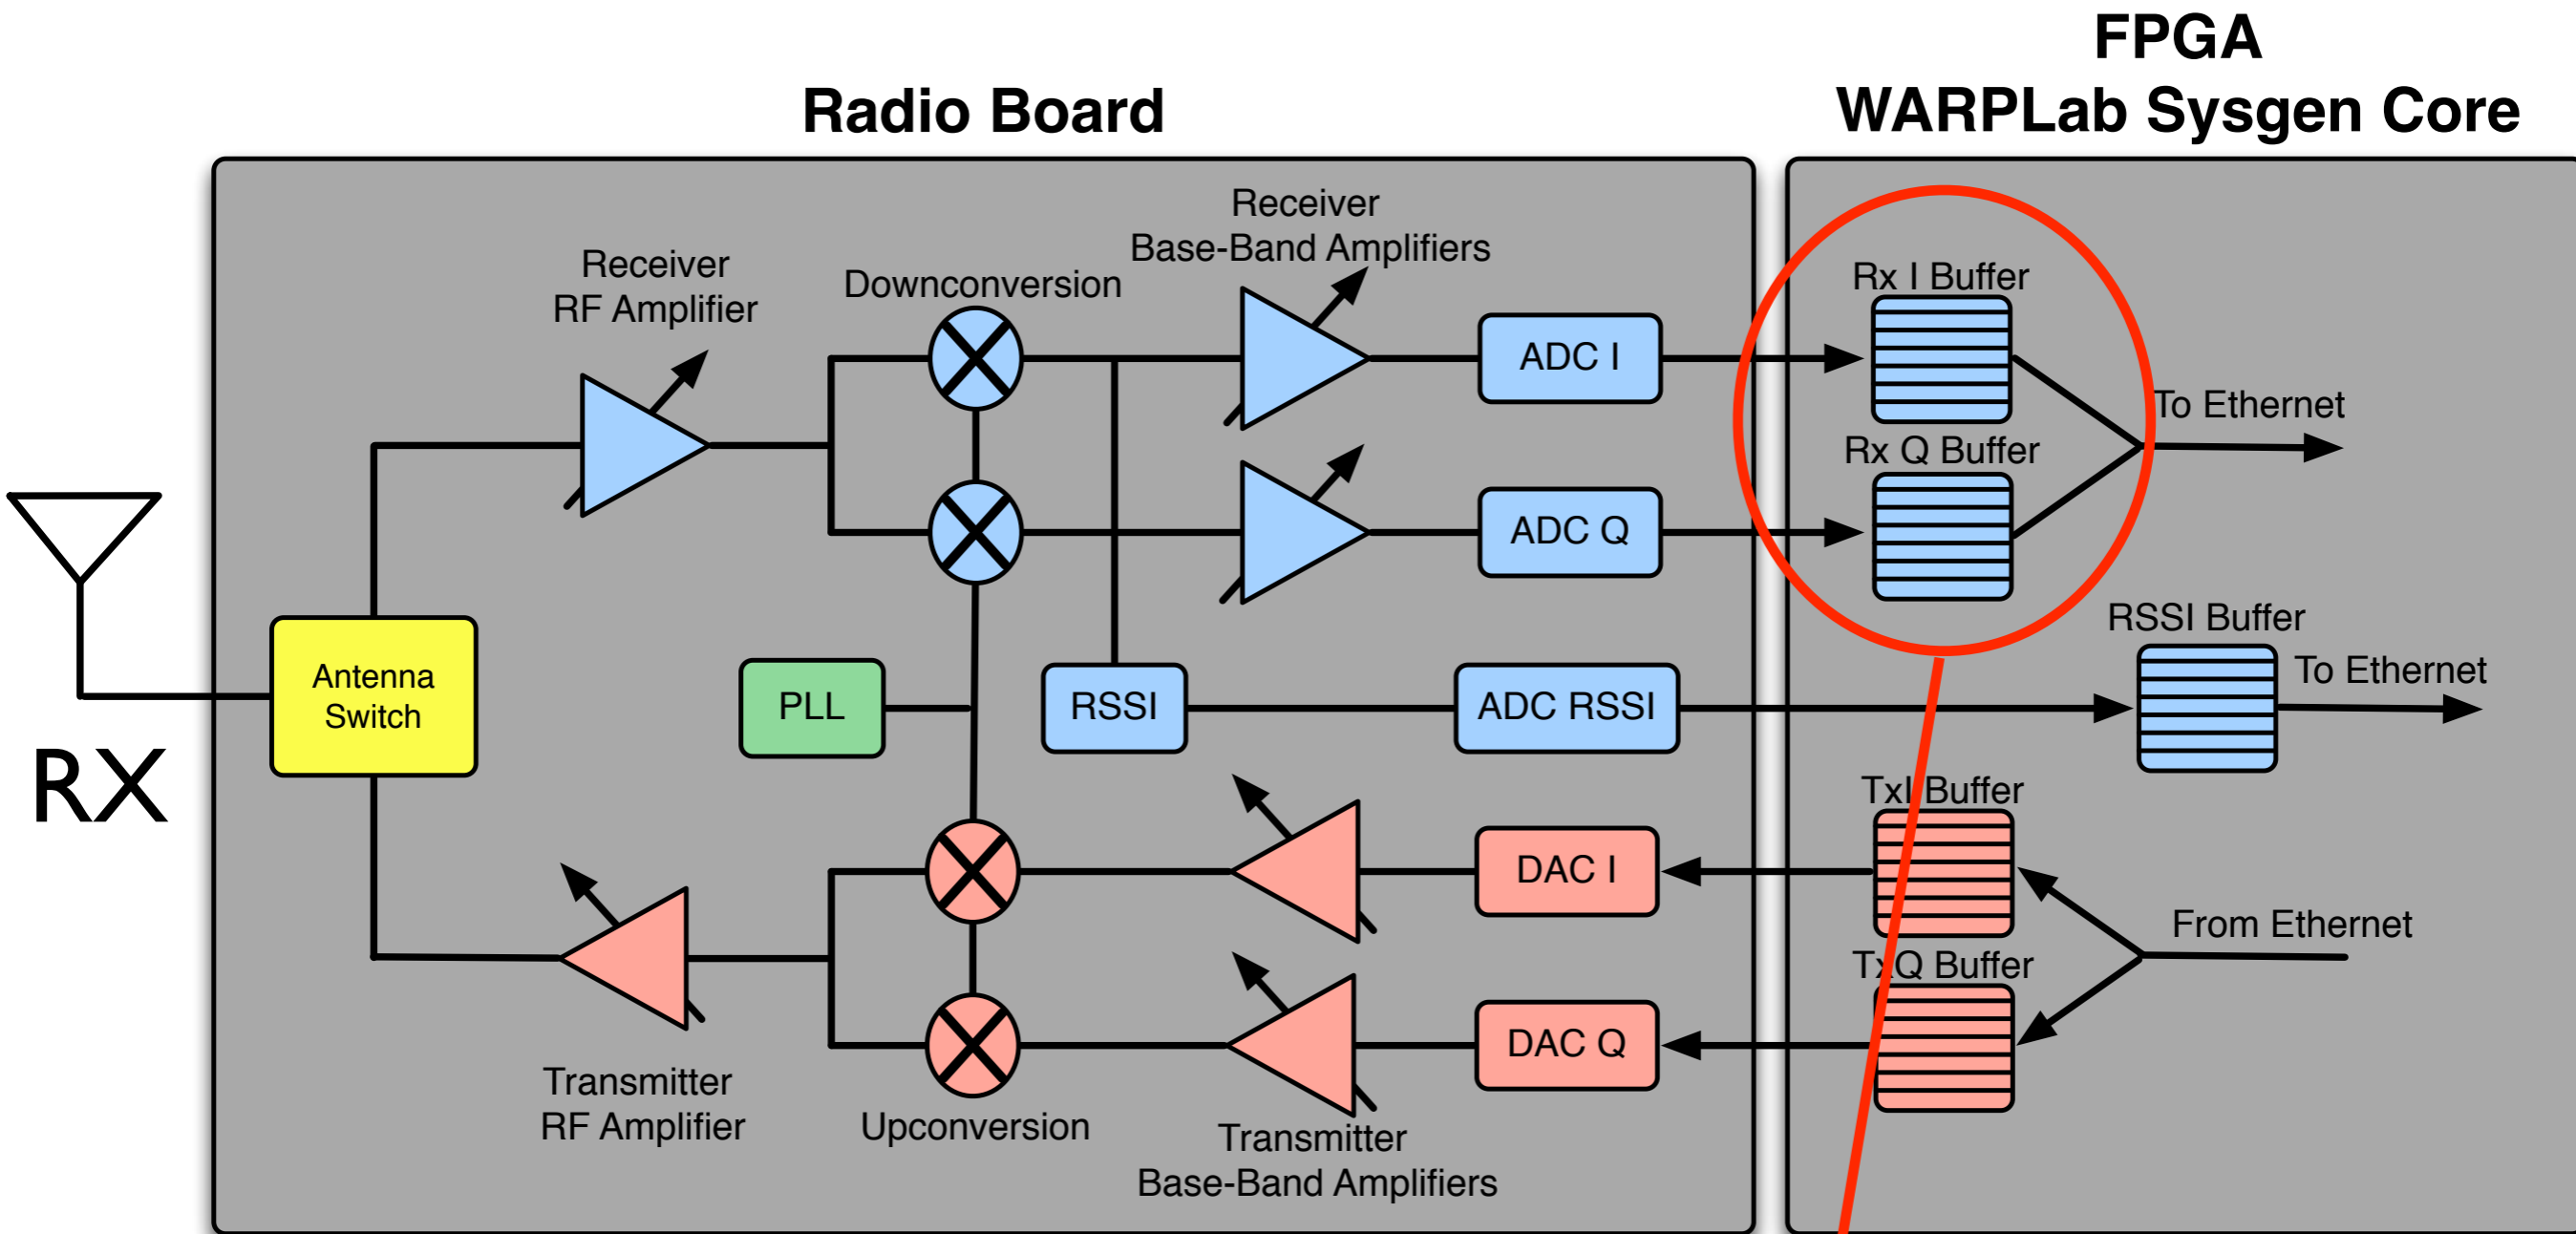 FPGA
WARPLab Sysgen Core
Radio Board
Receiver
Base-Band Amplifiers
Receiver
RF Amplifier
Downconversion
Rx I Buffer
ADC I
To Ethernet
Rx Q Buffer
ADC Q
RSSI Buffer
Antenna
Switch
PLL
RSSI
ADC RSSI
To Ethernet
RX
TxI Buffer
DAC I
From Ethernet
TxQ Buffer
DAC Q
Transmitter
RF Amplifier
Upconversion
Transmitter
Base-Band Amplifiers